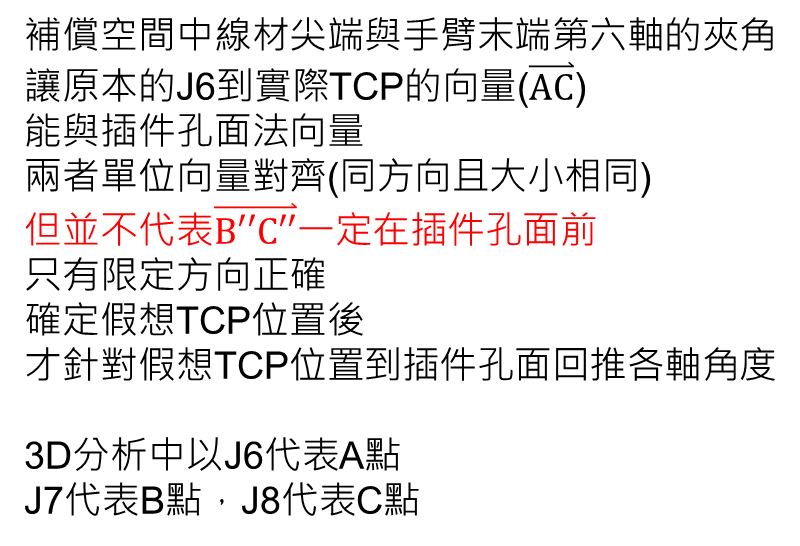 補償空間中線材尖端與手臂末端第六軸的夾角
讓原本的J6到實際TCP的向量(A⃗C⃗)
能與插件孔面法向量
兩者單位向量對齊(同方向且大小相同)
但並不代表B″C″一定在插件孔面前
只有限定方向正確
確定假想TCP位置後
才針對假想TCP位置到插件孔面回推各軸角度
3D分析中以J6代表A點
J7代表B點，J8代表C點